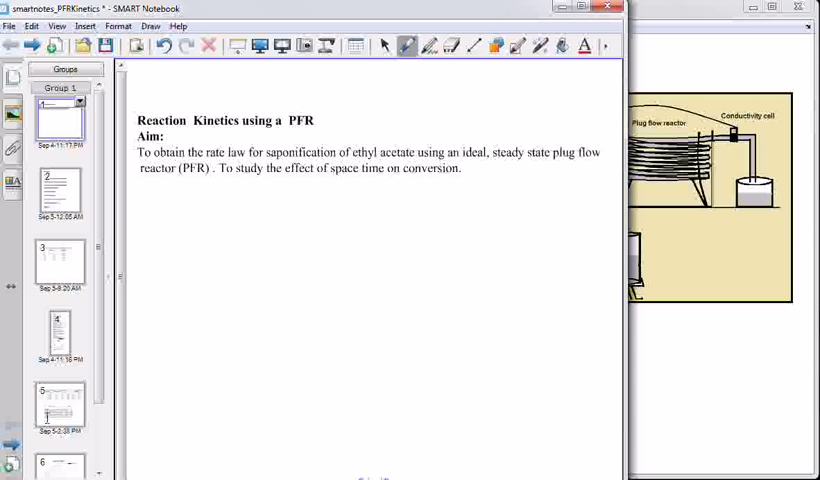 smartnotes_PFRKinetics * - SMART Notebook
File Edit View Insert Format Draw Help
Groups
Group 1
1
Sep 4-11:17 PM
2
Sep 5-12:05 AM
3
Sep 5-9:20 AM
4
Sep 4-11:16 PM
5
Sep 5-2:38 PM
6
Reaction Kinetics using a PFR
Aim:
To obtain the rate law for saponification of ethyl acetate using an ideal, steady state plug flow
reactor (PFR) . To study the effect of space time on conversion.
Plug flow reactor
Conductivity cell